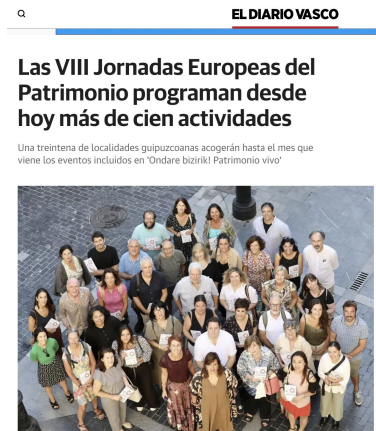 EL DIARIO VASCO
Las VIII Jornadas Europeas del
Patrimonio programan desde
hoy más de cien actividades
Una treintena de localidades guipuzcoanas acogerán hasta el mes que
viene los eventos incluidos en 'Ondare bizirik! Patrimonio vivo'